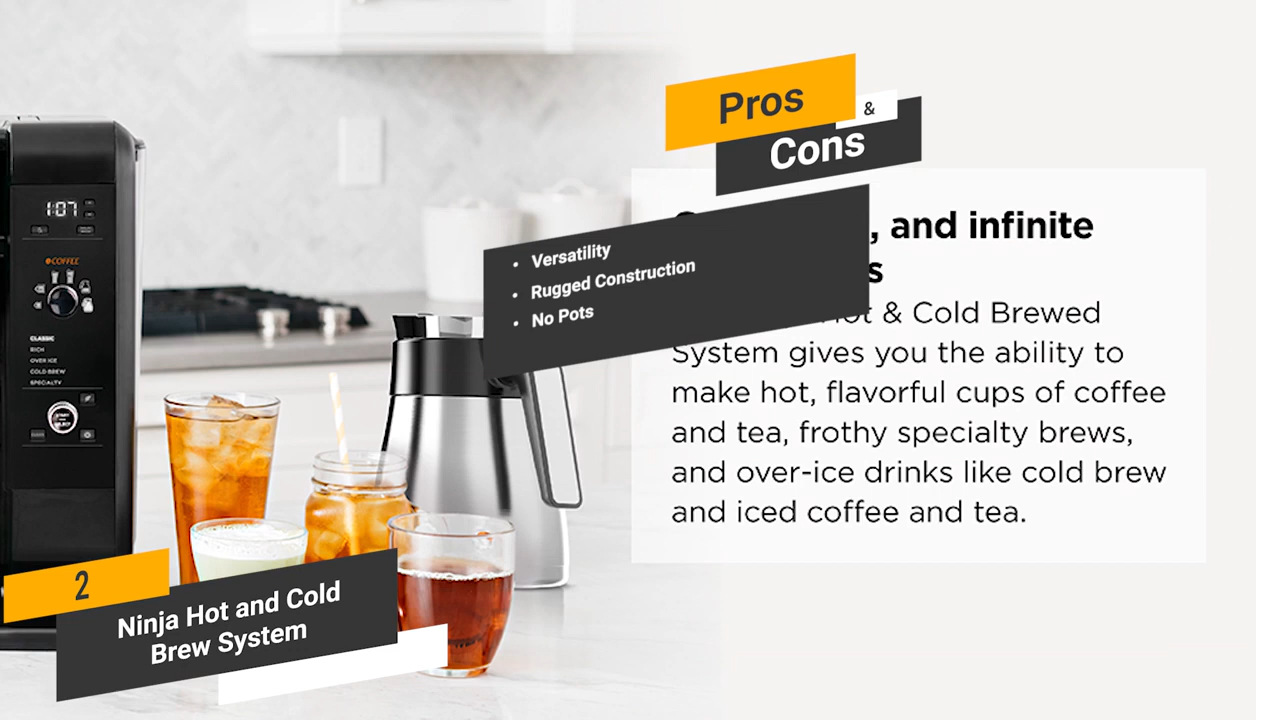 Pros
&
Cons
• Versatility
• Rugged Construction
• No Pots
, and infinite
& Cold Brewed
System gives you the ability to
make hot, flavorful cups of coffee
and tea, frothy specialty brews,
and over-ice drinks like cold brew
and iced coffee and tea.
1:07
COFFEE
CLASSIC
RICH
OVER ICE
COLD BREW
SPECIALTY
2
Ninja Hot and Cold
Brew System